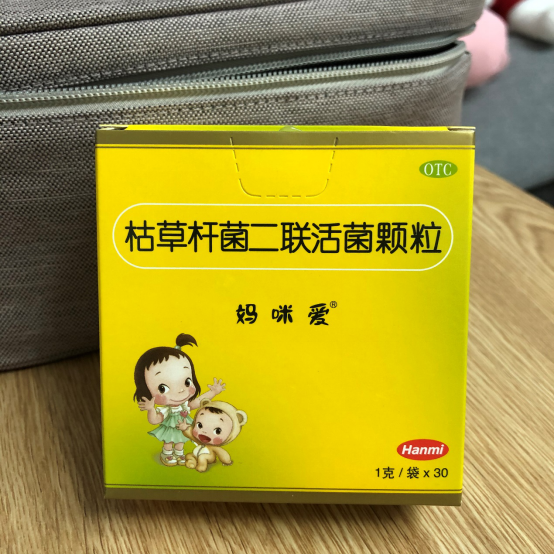 OTC
枯草杆菌二联活菌颗粒
妈咪爱®
Hanmi
1克/袋x30